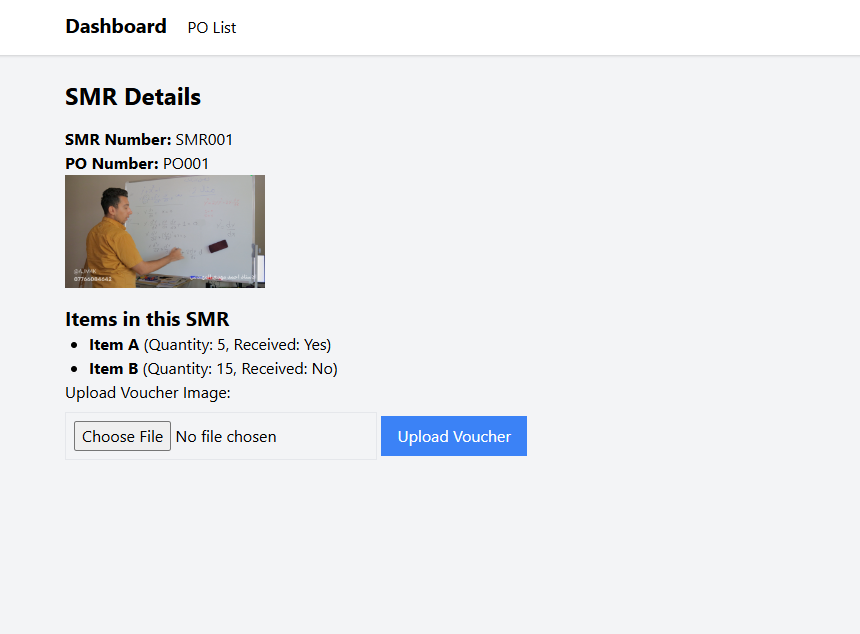 Dashboard PO List
SMR Details
SMR Number: SMR001
PO Number: PO001
07766084642
Items in this SMR
• Item A (Quantity: 5, Received: Yes)
• Item B (Quantity: 15, Received: No)
Upload Voucher Image:
Choose File No file chosen Upload Voucher